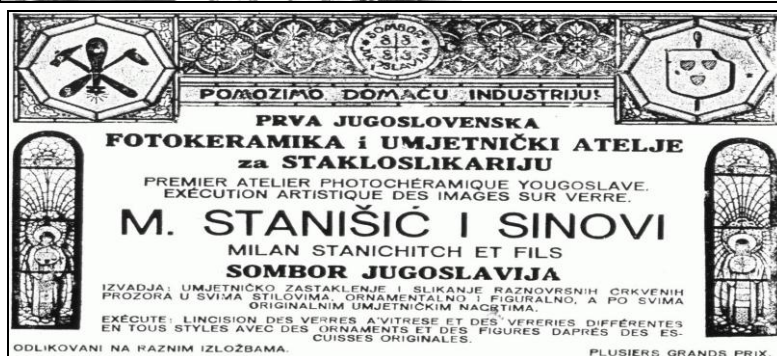 SOMBOR
POMOZIMO DOMAĆU INDUSTRIJU!
PRVA JUGOSLOVENSKA
FOTOKERAMIKA i UMJETNIČKI ATELJE
za STAKLOSLIKARIJU
PREMIER ATELIER PHOTOCHÉRAMIQUE YOUGOSLAVE.
EXÉCUTION ARTISTIQUE DES IMAGES SUR VERRE.
M. STANIŠIĆ I SINOVI
MILAN STANICHITCH ET FILS
SOMBOR JUGOSLAVIJA
IZVADJA: UMJETNIČKO ZASTAKLENJE I SLIKANJE RAZNOVRSNIH CRKVENIH
PROZORA U SVIMA STILOVIMA, ORNAMENTALNO I FIGURALNO, A PO SVIMA
ORIGINALNIM UMJETNIČKIM NACRTIMA.
EXÉCUTE: LINCISION DES VERRES A'VITRESE ET DES VERERIES DIFFÉRENTES
EN TOUS STYLES AVEC DES ORNAMENTS ET DES FIGURES DAPRÉS DES ES-
CUISSES ORIGINALES.
ODLIKOVANI NA RAZNIM IZLOŽBAMA.
PLUSIERS GRANDS PRIX.